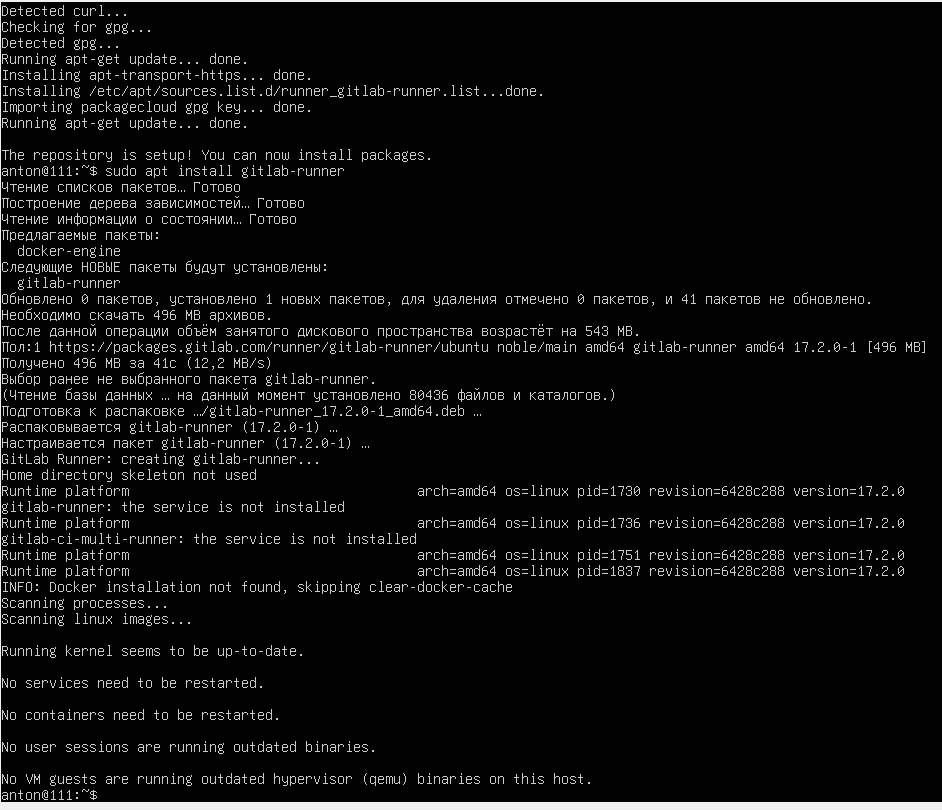 Detected curl...
Checking for gpg...
Detected gpg...
Running apt-get update... done.
Installing apt-transport-https... done.
Installing /etc/apt/sources.list.d/runner_gitlab-runner.list...done.
Importing packagecloud gpg key... done.
Running apt-get update... done.
The repository is setup! You can now install packages.
anton@111:~$ sudo apt install gitlab-runner
Чтение списков пакетов… Готово
Построение дерева зависимостей… Готово
Чтение информации о состоянии… Готово
Предлагаемые пакеты:
docker-engine
Следующие НОВЫЕ пакеты будут установлены:
gitlab-runner
Обновлено 0 пакетов, установлено 1 новых пакетов, для удаления отмечено 0 пакетов, и 41 пакетов не обновлено.
Необходимо скачать 496 MB архивов.
После данной операции объём занятого дискового пространства возрастёт на 543 MB.
Пол:1 https://packages.gitlab.com/runner/gitlab-runner/ubuntu noble/main amd64 gitlab-runner amd64 17.2.0-1 [496 MB]
Получено 496 MB за 41с (12,2 MB/s)
Выбор ранее не выбранного пакета gitlab-runner.
(Чтение базы данных … на данный момент установлено 80436 файлов и каталогов.)
Подготовка к распаковке …/gitlab-runner_17.2.0-1_amd64.deb …
Распаковывается gitlab-runner (17.2.0-1) …
Настраивается пакет gitlab-runner (17.2.0-1) …
GitLab Runner: creating gitlab-runner...
Home directory skeleton not used
Runtime platform arch=amd64 os=linux pid=1730 revision=6428c288 version=17.2.0
gitlab-runner: the service is not installed
Runtime platform arch=amd64 os=linux pid=1736 revision=6428c288 version=17.2.0
gitlab-ci-multi-runner: the service is not installed
Runtime platform arch=amd64 os=linux pid=1751 revision=6428c288 version=17.2.0
Runtime platform arch=amd64 os=linux pid=1837 revision=6428c288 version=17.2.0
INFO: Docker installation not found, skipping clear-docker-cache
Scanning processes...
Scanning linux images...
Running kernel seems to be up-to-date.
No services need to be restarted.
No containers need to be restarted.
No user sessions are running outdated binaries.
No VM guests are running outdated hypervisor (qemu) binaries on this host.
anton@111:~$